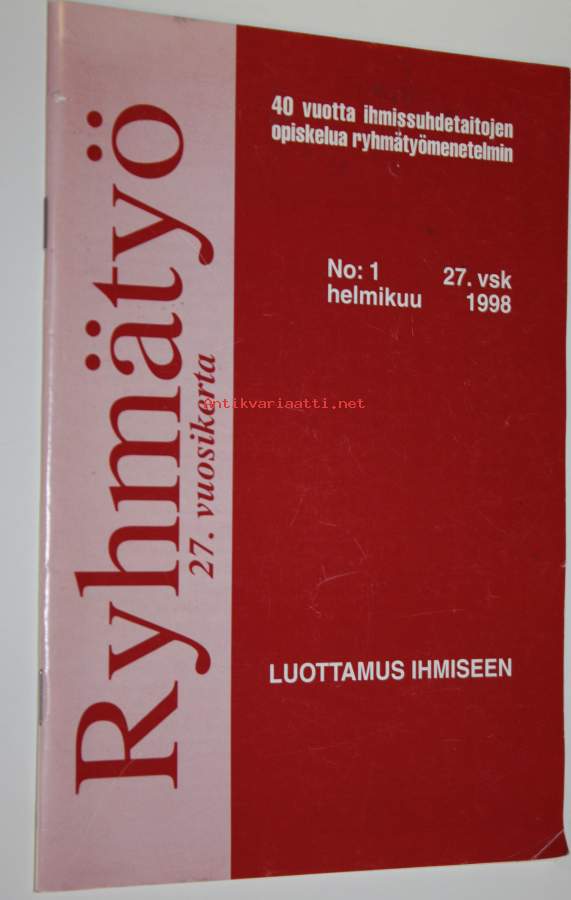 Ryhmätyö
27. vuosikerta
40 vuotta ihmissuhdetaitojen
opiskelua ryhmätyömenetelmin
No: 1 27. vsk
helmikuu 1998
antikvariaatti.net
LUOTTAMUS IHMISEEN